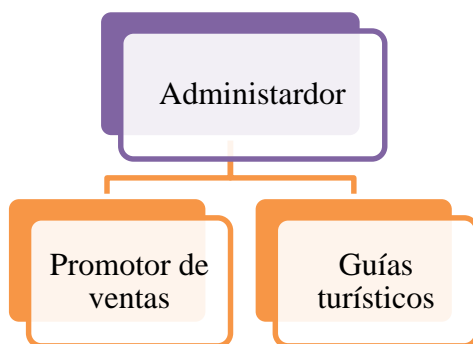 Administardor
Promotor de
ventas
Guías
turísticos